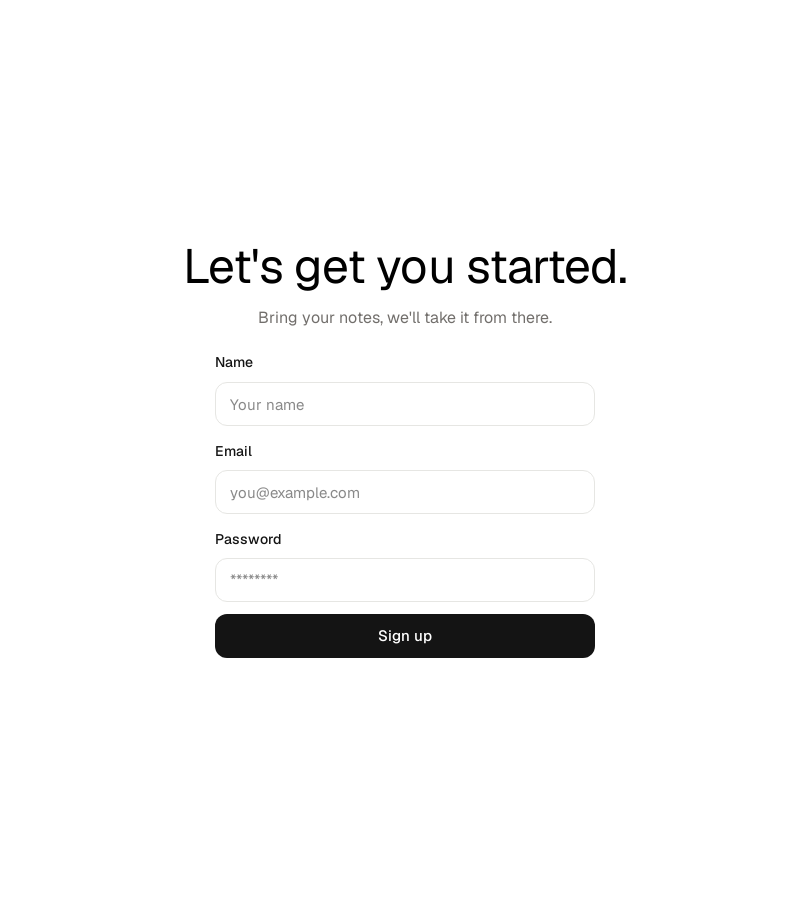 Let's get you started.
Bring your notes, we'll take it from there.
Name
Your name
Email
you@example.com
Password
********
Sign up